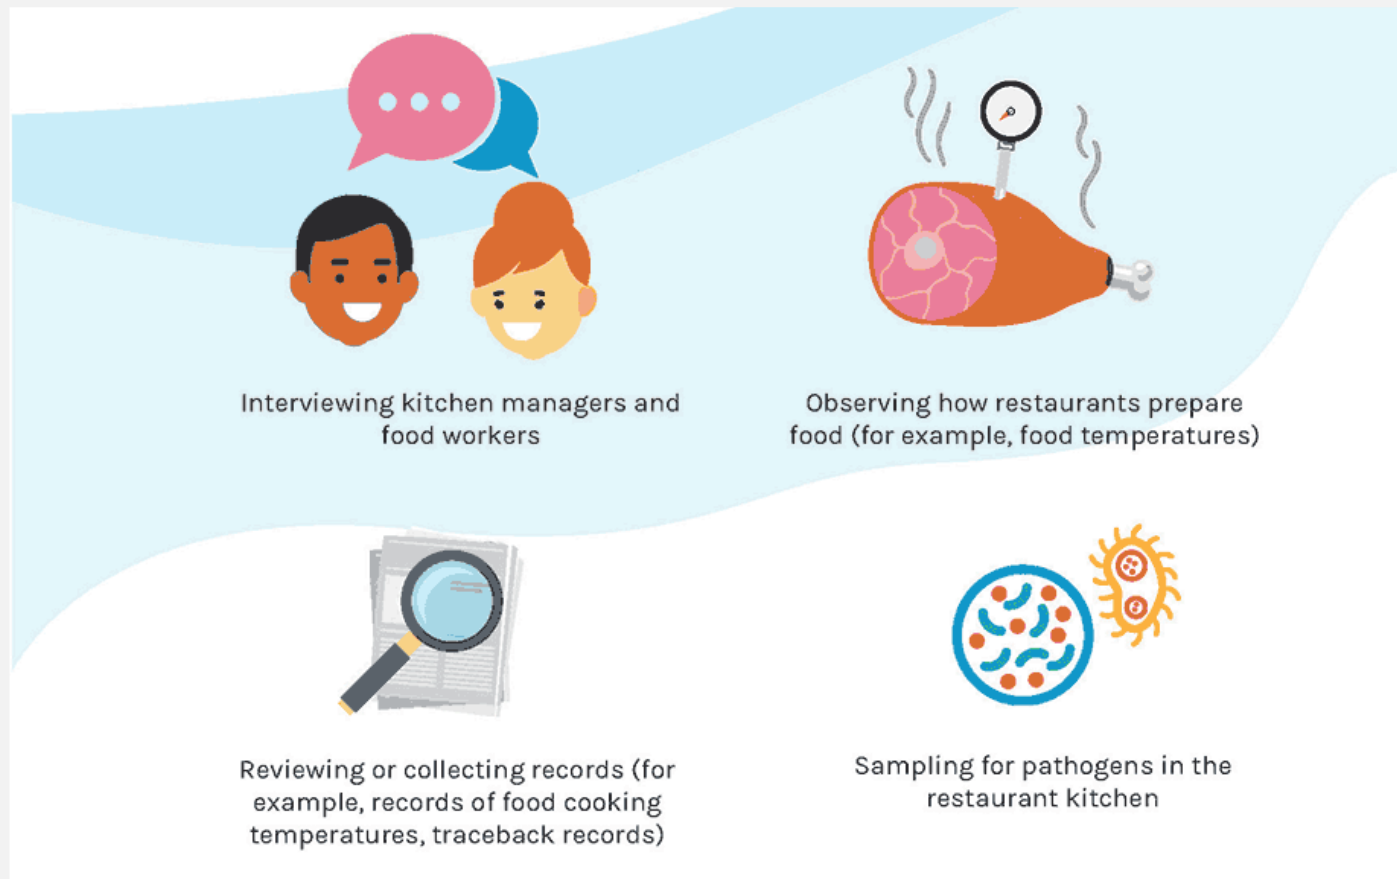 Interviewing kitchen managers and
food workers
Observing how restaurants prepare
food (for example, food temperatures)
Reviewing or collecting records (for
example, records of food cooking
temperatures, traceback records)
Sampling for pathogens in the
restaurant kitchen